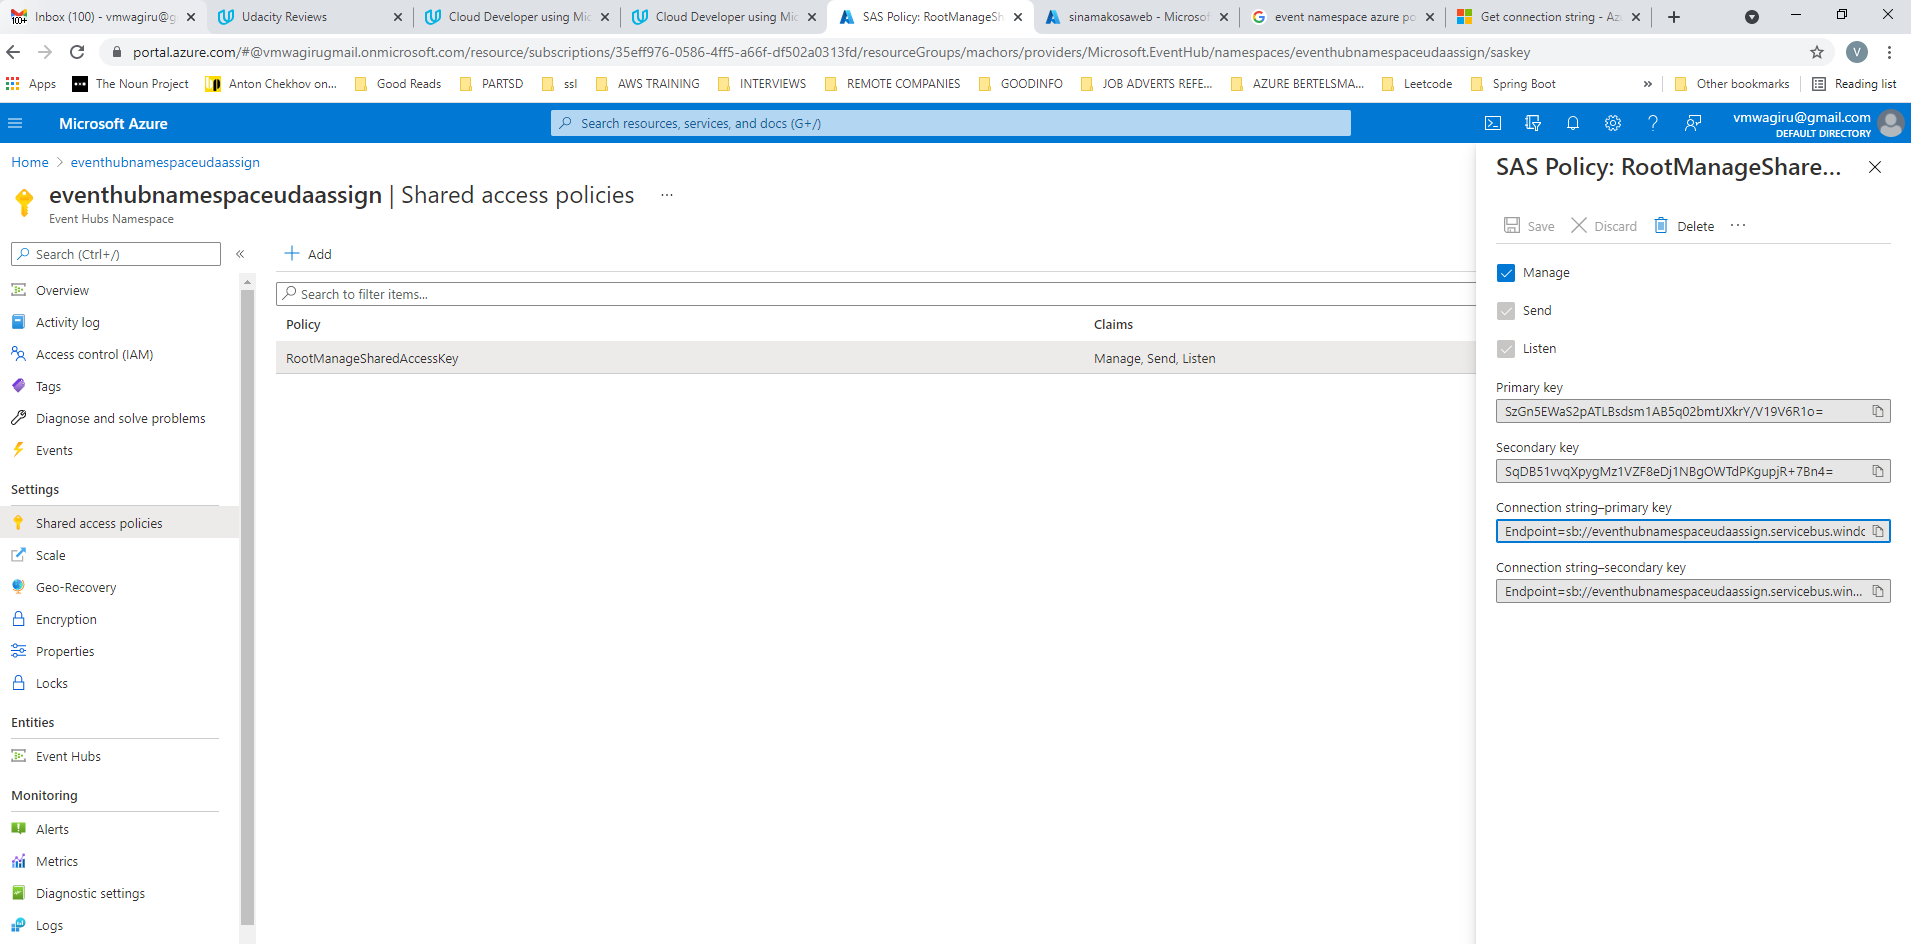 Inbox (100) - vmwagiru@g
Udacity Reviews
Cloud Developer using Mic
Cloud Developer using Mic
SAS Policy: RootManageSh
sinamakosaweb - Microsof
event namespace azure po
Get connection string - Azu
portal.azure.com/#@vmwagirugmail.onmicrosoft.com/resource/subscriptions/35eff976-0586-4ff5-a66f-df502a0313fd/resourceGroups/machors/providers/Microsoft.EventHub/namespaces/eventhubnamespaceudaassign/saskey
V
Apps
The Noun Project
Anton Chekhov on...
Good Reads
PARTSD
ssl
AWS TRAINING
INTERVIEWS
REMOTE COMPANIES
GOODINFO
JOB ADVERTS REFE...
AZURE BERTELSMA...
Leetcode
Spring Boot
»
Other bookmarks
Reading list
Microsoft Azure
Search resources, services, and docs (G+/)
vmwagiru@gmail.com
DEFAULT DIRECTORY
Home > eventhubnamespaceudaassign
eventhubnamespaceudaassign | Shared access policies ...
Event Hubs Namespace
Search (Ctrl+/)
«
Overview
Activity log
Access control (IAM)
Tags
Diagnose and solve problems
Events
Settings
Shared access policies
Scale
Geo-Recovery
Encryption
Properties
Locks
Entities
Event Hubs
Monitoring
Alerts
Metrics
Diagnostic settings
Logs
+ Add
Search to filter items...
Policy Claims
RootManageSharedAccessKey Manage, Send, Listen
SAS Policy: RootManageShare...
Save Discard Delete ...
Manage
Send
Listen
Primary key
SzGn5EWaS2pATLBsdsm1AB5q02bmtJXkrY/V19V6R1o=
Secondary key
SqDB51vvqXpygMz1VZF8eDj1NBgOWTdPKgupjR+7Bn4=
Connection string–primary key
Endpoint=sb://eventhubnamespaceudaassign.servicebus.windo
Connection string–secondary key
Endpoint=sb://eventhubnamespaceudaassign.servicebus.win...